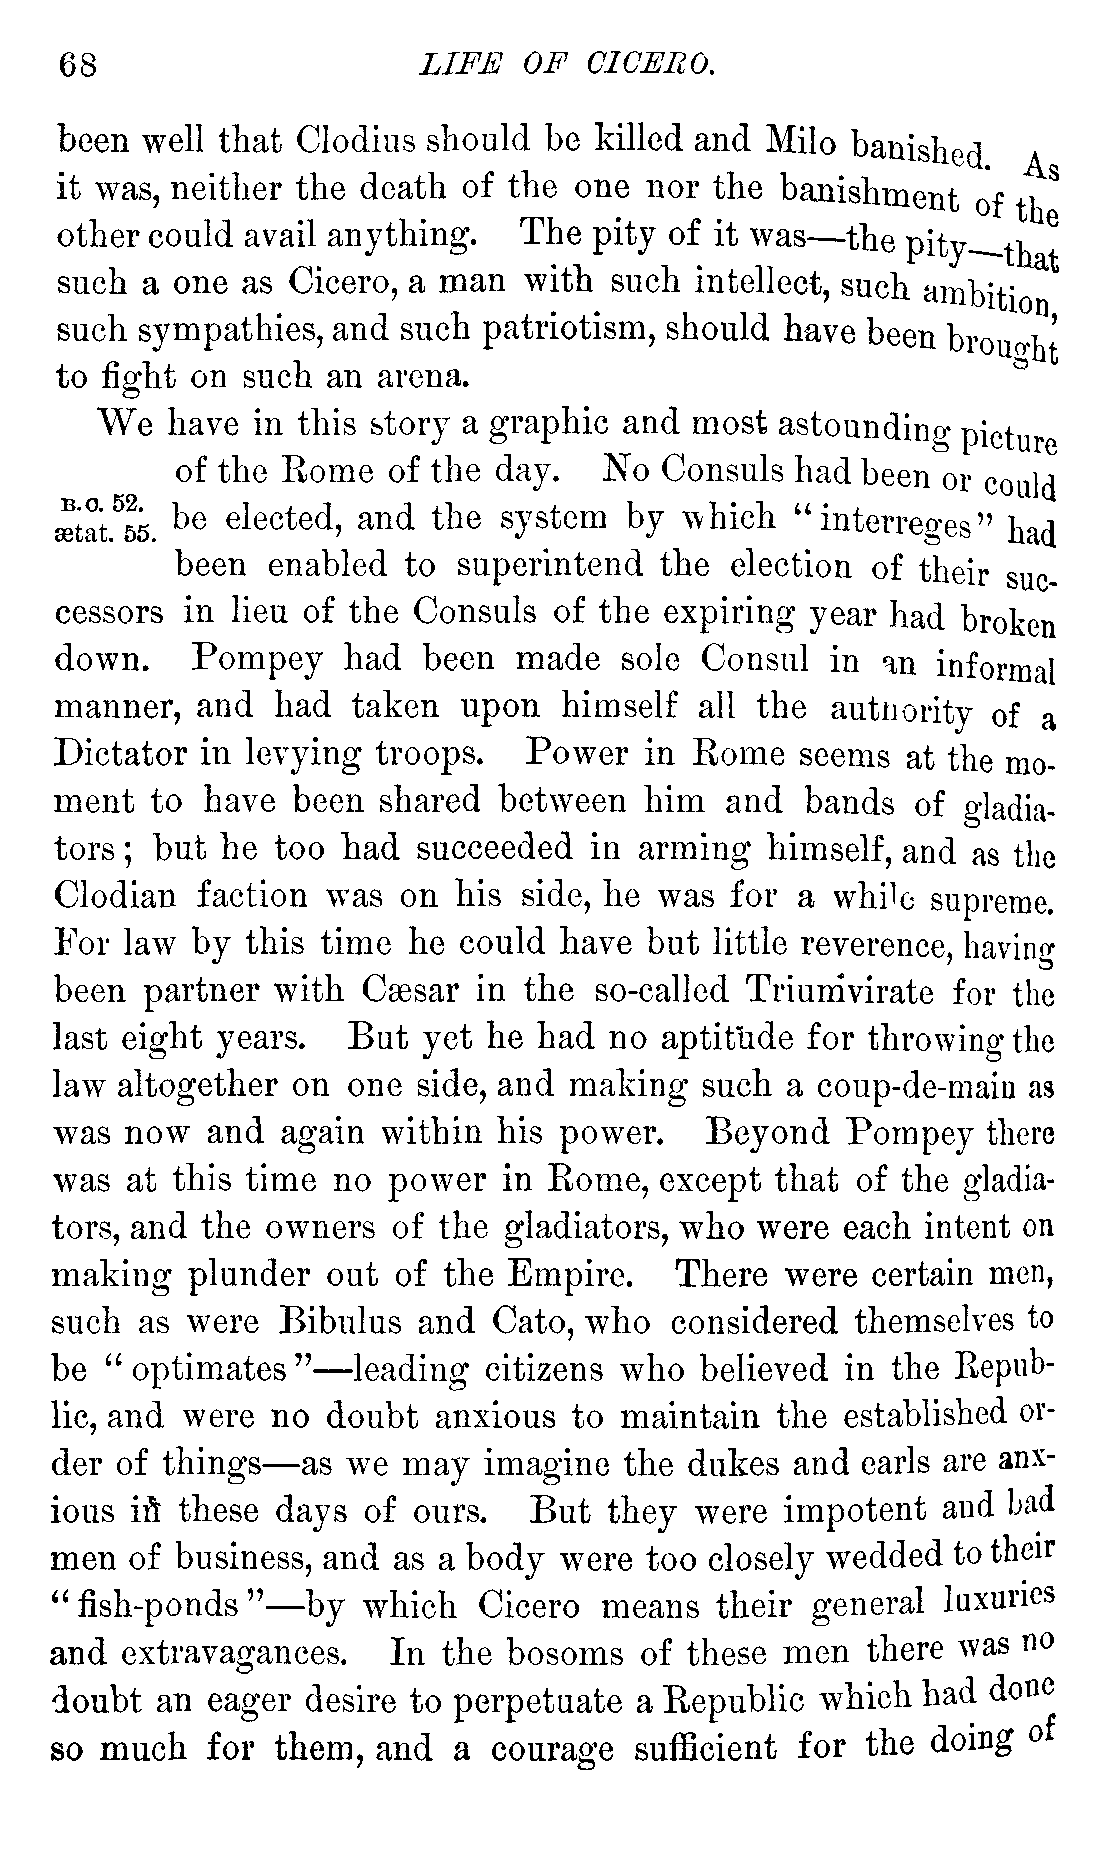 68 LIFE OF CICERO.
been well that Clodius should be killed and Milo banished. As
it was, neither the death of the one nor the banishment of the
other could avail anything. The pity of it was—the pity—that
such a one as Cicero, a man with such intellect, such ambition,
such sympathies, and such patriotism, should have been brought
to fight on such an arena.
We have in this story a graphic and most astounding picture
of the Rome of the day. No Consuls had been or could
B.C. 52.
ætat. 55.
be elected, and the system by which “interreges” had
been enabled to superintend the election of their suc-
cessors in lieu of the Consuls of the expiring year had broken
down. Pompey had been made sole Consul in an informal
manner, and had taken upon himself all the authority of a
Dictator in levying troops. Power in Rome seems at the mo-
ment to have been shared between him and bands of gladia-
tors; but he too had succeeded in arming himself, and as the
Clodian faction was on his side, he was for a while supreme.
For law by this time he could have but little reverence, having
been partner with Cæsar in the so-called Triumvirate for the
last eight years. But yet he had no aptitude for throwing the
law altogether on one side, and making such a coup-de-main as
was now and again within his power. Beyond Pompey there
was at this time no power in Rome, except that of the gladia-
tors, and the owners of the gladiators, who were each intent on
making plunder out of the Empire. There were certain men,
such as were Bibulus and Cato, who considered themselves to
be “optimates”—leading citizens who believed in the Repub-
lic, and were no doubt anxious to maintain the established or-
der of things—as we may imagine the dukes and earls are anx-
ious in these days of ours. But they were impotent and bad
men of business, and as a body were too closely wedded to their
“fish-ponds”—by which Cicero means their general luxuries
and extravagances. In the bosoms of these men there was no
doubt an eager desire to perpetuate a Republic which had done
so much for them, and a courage sufficient for the doing of